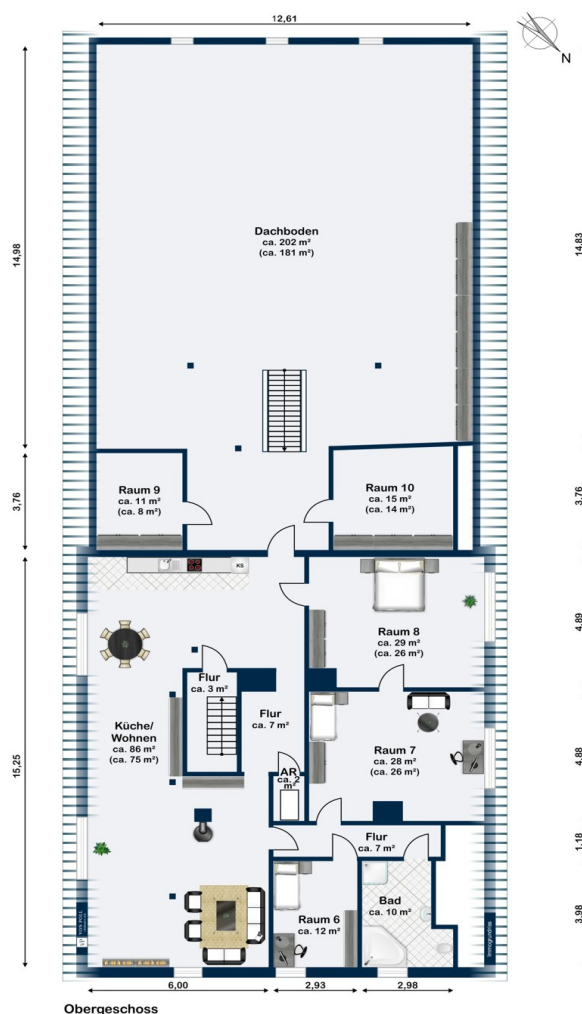 12,61
N
14,98
Dachboden
ca. 202 m²
(ca. 181 m²)
14.83
3,76
Raum 9
ca. 11 m²
(ca. 8 m²)
Raum 10
ca. 15 m²
(ca. 14 m²)
3.76
KS
15,25
Raum 8
ca. 29 m²
(ca. 26 m²)
4.89
Flur
ca. 3 m²
Flur
ca. 7 m²
Küche/
Wohnen
ca. 86 m²
(ca. 75 m²)
Raum 7
ca. 28 m²
(ca. 26 m²)
4.88
AR
ca. 2
m²
Flur
ca. 7 m²
1.18
Raum 6
ca. 12 m²
Bad
ca. 10 m²
3.98
VP
VON POLL
Immogrundriss
6,00
2,93
2,98
Obergeschoss